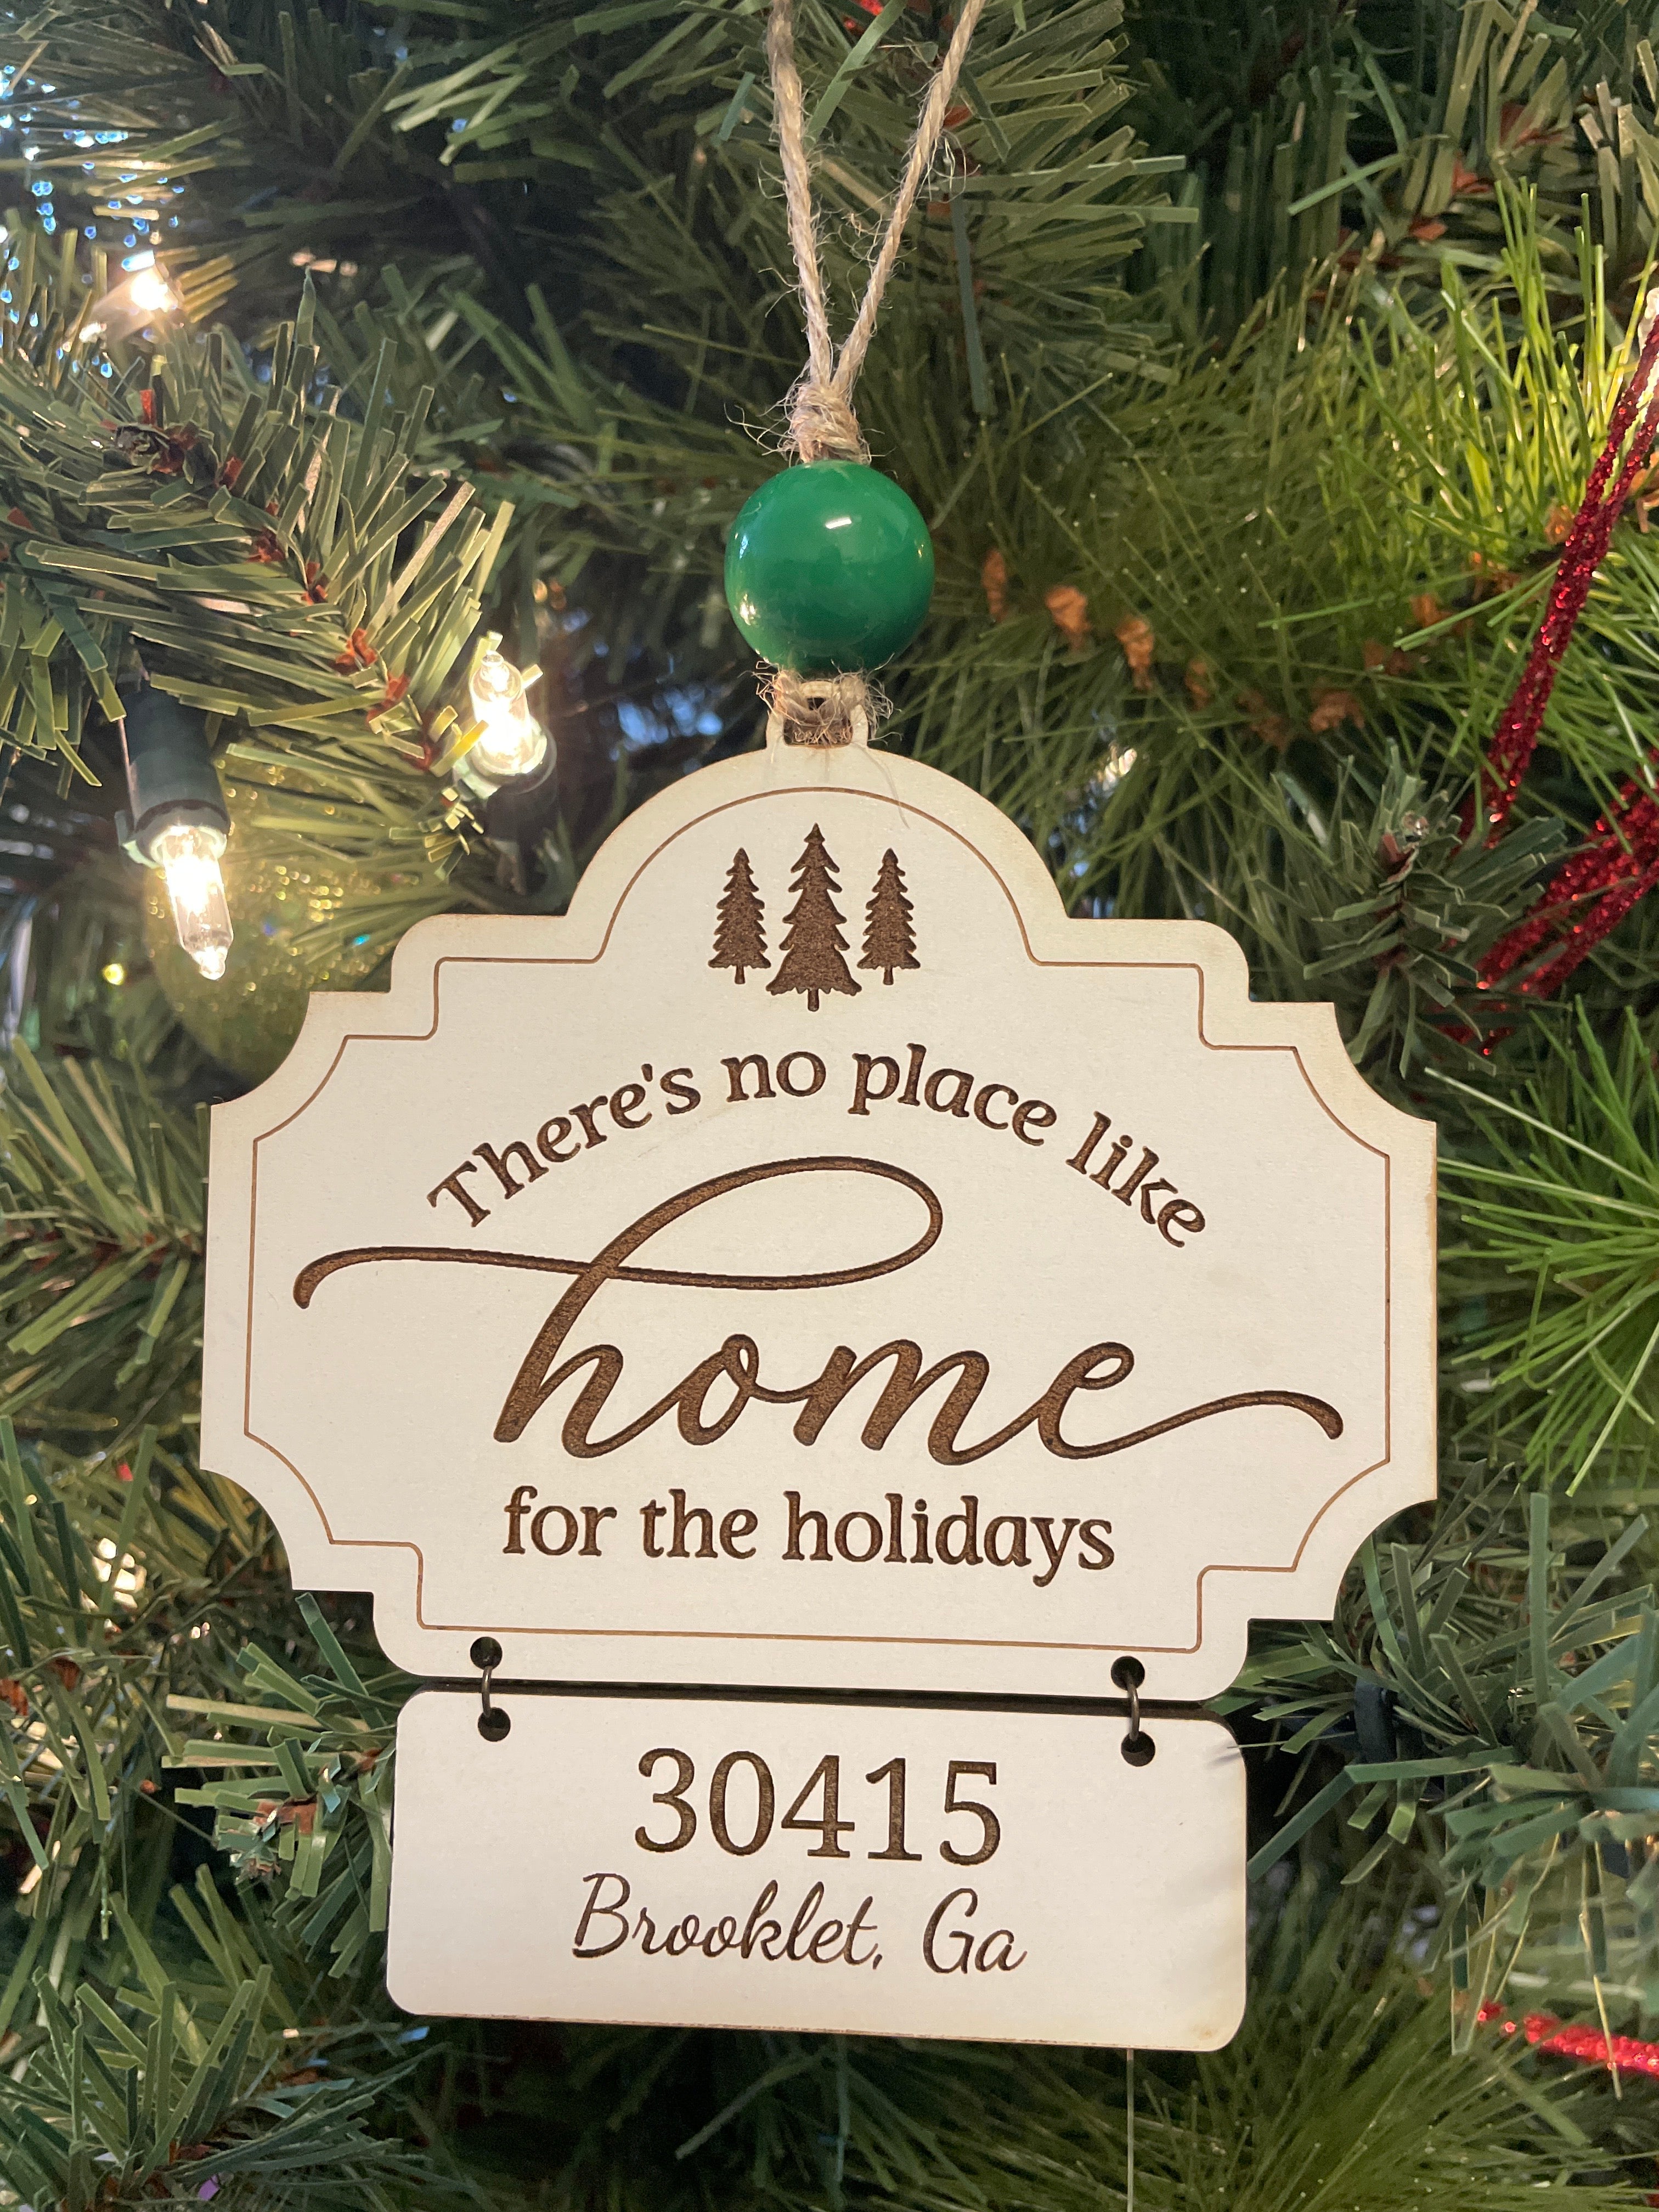 There's no place like
home
for the holidays
30415
Brooklet, Ga